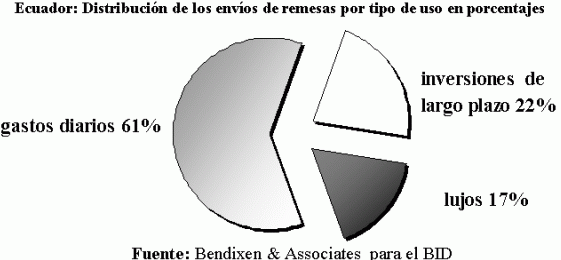 Ecuador: Distribución de los envíos de remesas por tipo de uso en porcentajes
gastos diarios 61%
inversiones de
largo plazo 22%
lujos 17%
Fuente: Bendixen & Associates para el BID